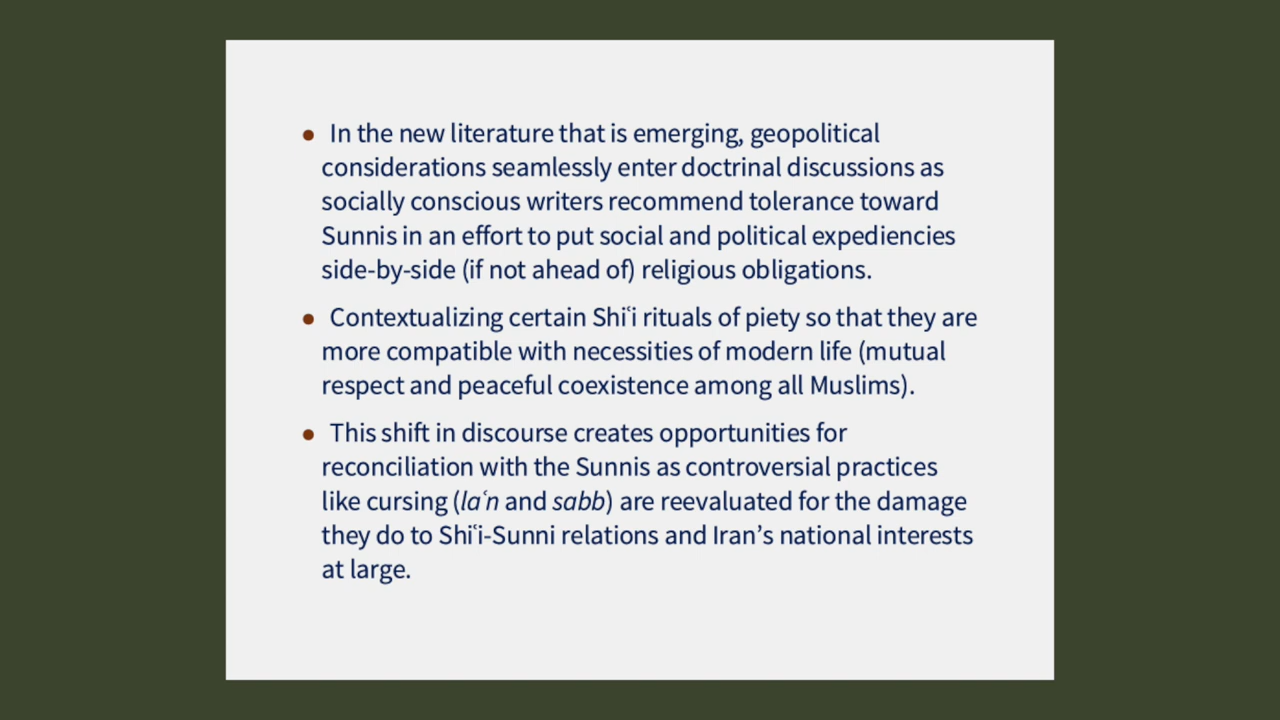 • In the new literature that is emerging, geopolitical
considerations seamlessly enter doctrinal discussions as
socially conscious writers recommend tolerance toward
Sunnis in an effort to put social and political expediencies
side-by-side (if not ahead of) religious obligations.
• Contextualizing certain Shiʿi rituals of piety so that they are
more compatible with necessities of modern life (mutual
respect and peaceful coexistence among all Muslims).
• This shift in discourse creates opportunities for
reconciliation with the Sunnis as controversial practices
like cursing (laʿn and sabb) are reevaluated for the damage
they do to Shiʿi-Sunni relations and Iran’s national interests
at large.